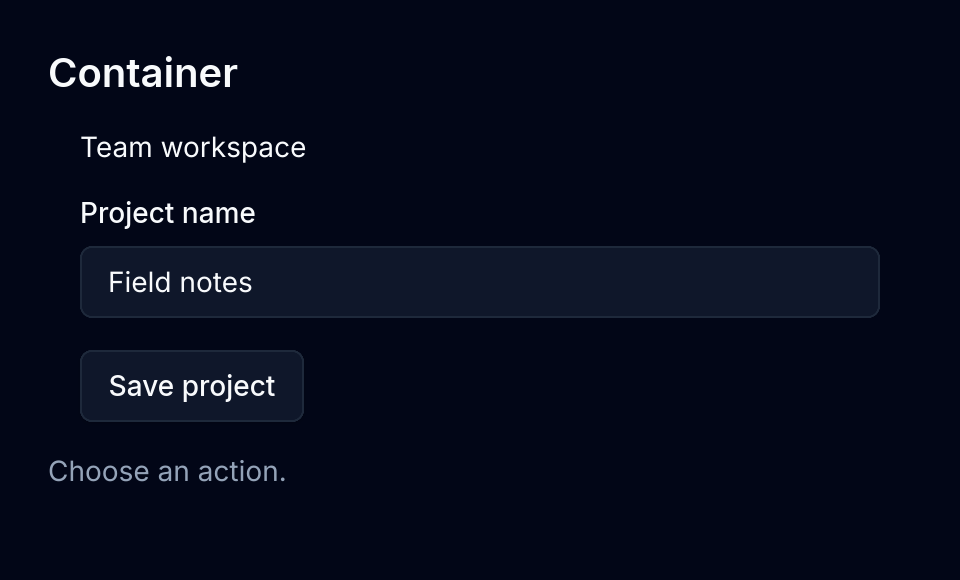 Container
Team workspace
Project name
Field notes
Save project
Choose an action.